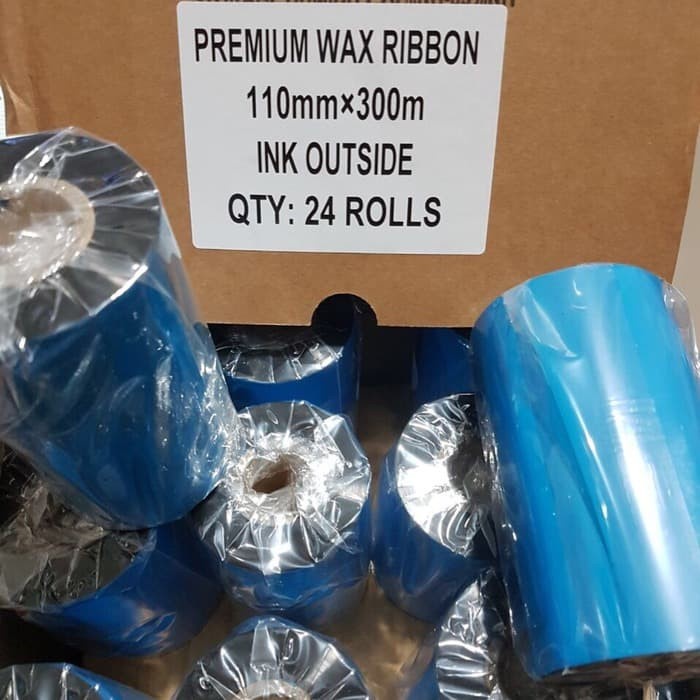 PREMIUM WAX RIBBON
110mm×300m
INK OUTSIDE
QTY: 24 ROLLS